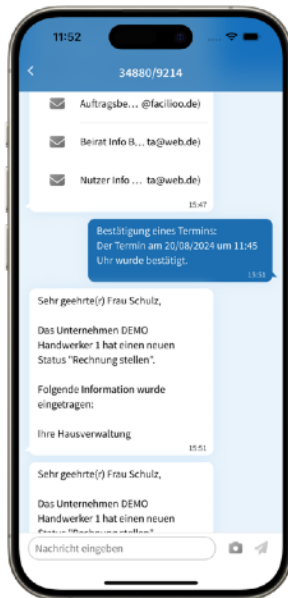 11:52
34880/9214
Auftragsbe... @facilioo.de)
Beirat Info B... ta@web.de)
Nutzer Info ... ta@web.de)
15:47
Bestätigung eines Termins:
Der Termin am 20/08/2024 um 11:45
Uhr wurde bestätigt.
15:51
Sehr geehrte(r) Frau Schulz,
Das Unternehmen DEMO
Handwerker 1 hat einen neuen
Status "Rechnung stellen".
Folgende Information wurde
eingetragen:
Ihre Hausverwaltung
15:51
Sehr geehrte(r) Frau Schulz,
Das Unternehmen DEMO
Handwerker 1 hat einen neuen
Status "Rechnung stellen"
Nachricht eingeben